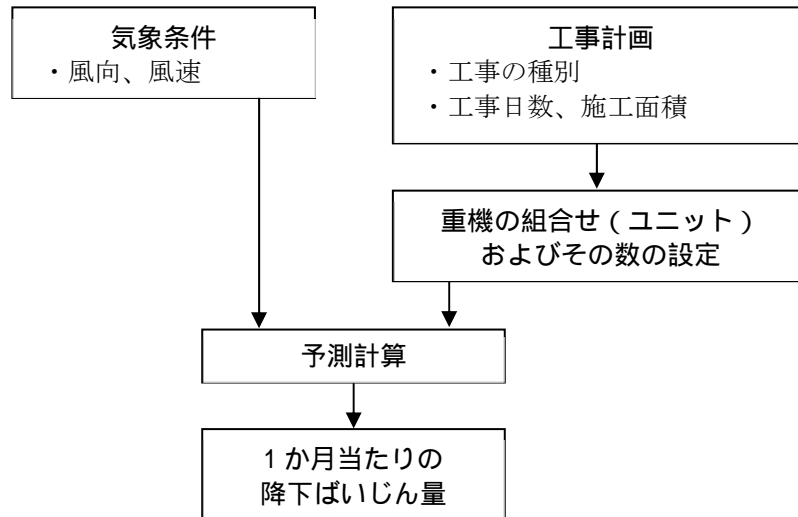 気象条件
・風向、風速
工事計画
・工事の種別
・工事日数、施工面積
重機の組合せ(ユニット)
およびその数の設定
予測計算
1か月当たりの
降下ばいじん量